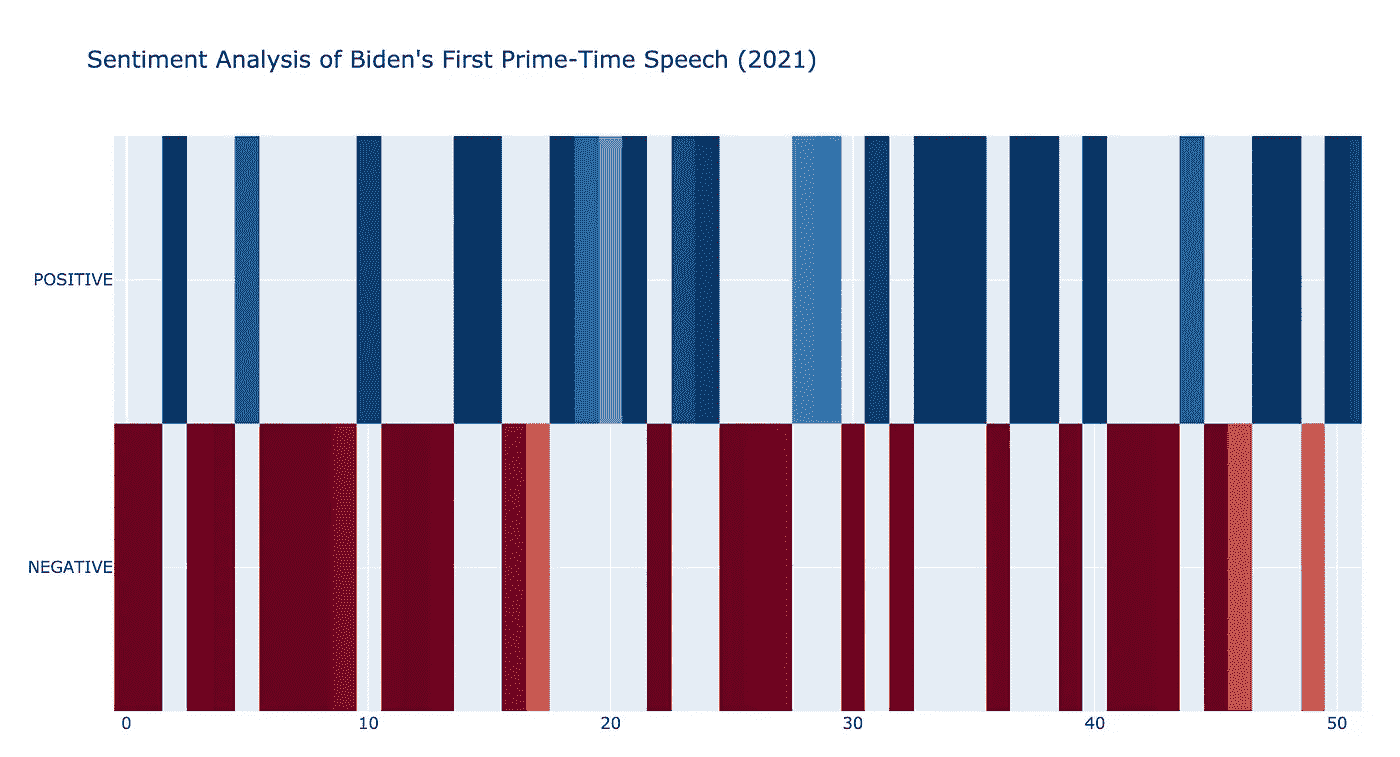 Sentiment Analysis of Biden's First Prime-Time Speech (2021)
POSITIVE
NEGATIVE
0 10 20 30 40 50